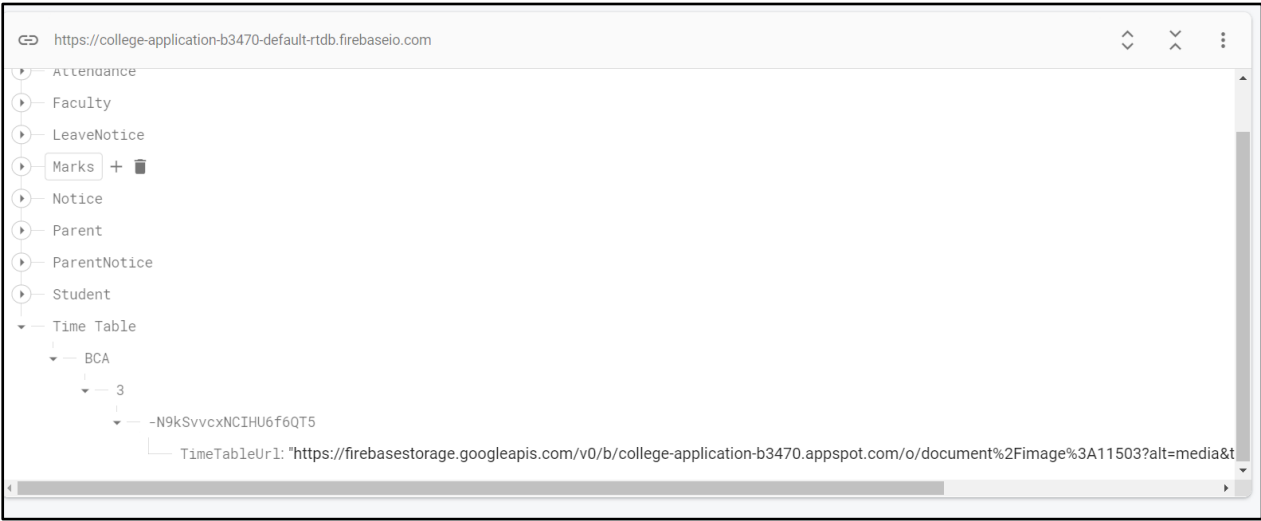 https://college-application-b3470-default-rtdb.firebaseio.com
Attendance
Faculty
LeaveNotice
Marks
Notice
Parent
ParentNotice
Student
Time Table
BCA
3
-N9kSvvcxNCIHU6f6QT5
TimeTableUrl: "https://firebasestorage.googleapis.com/v0/b/college-application-b3470.appspot.com/o/document%2Fimage%3A11503?alt=media&t